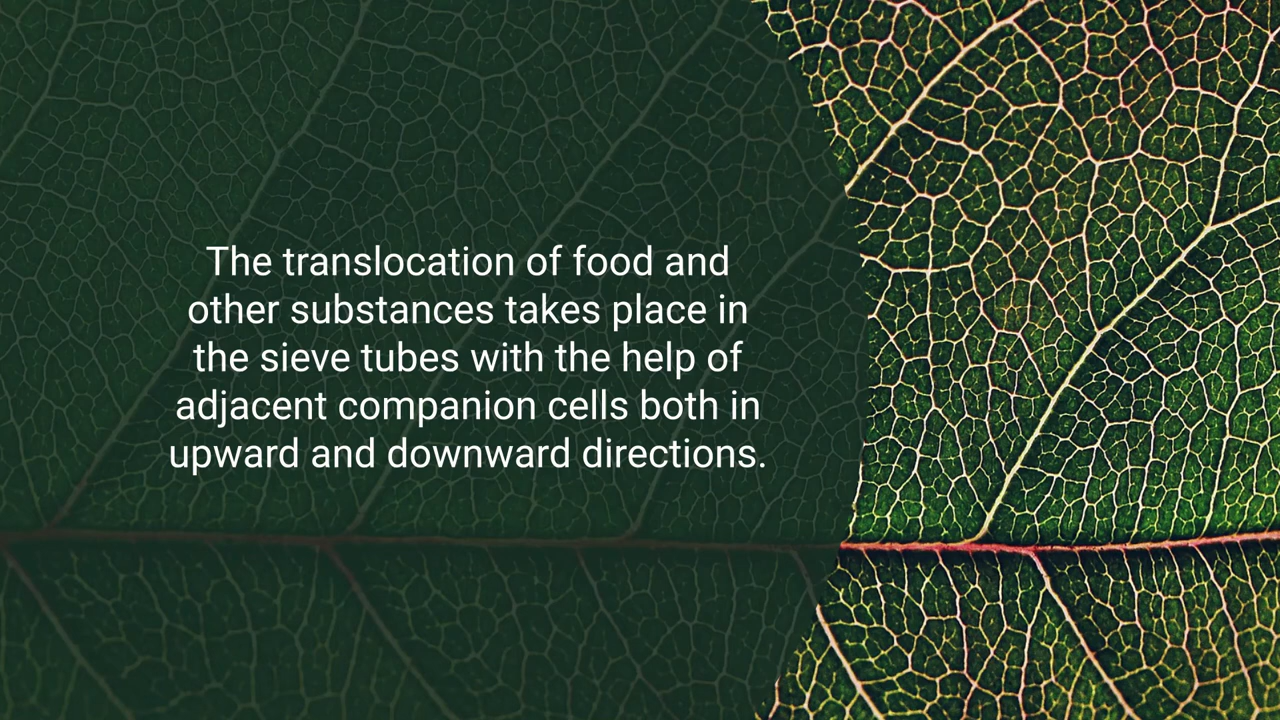 The translocation of food and
other substances takes place in
the sieve tubes with the help of
adjacent companion cells both in
upward and downward directions.